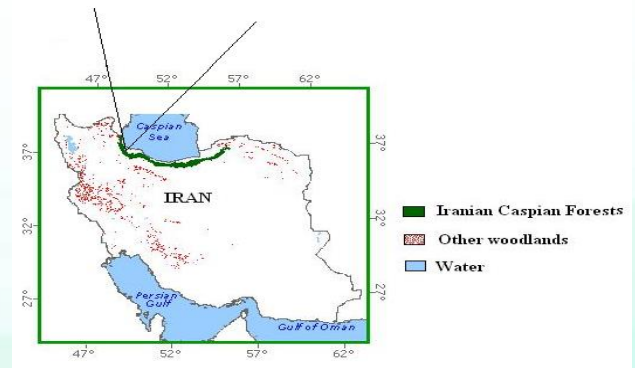 47° 52° 57° 62°
Caspian
Sea
37° 37°
IRAN
32° 32°
27° 27°
Persian
Gulf
Gulf of Oman
47° 52° 57° 62°
Iranian Caspian Forests
Other woodlands
Water